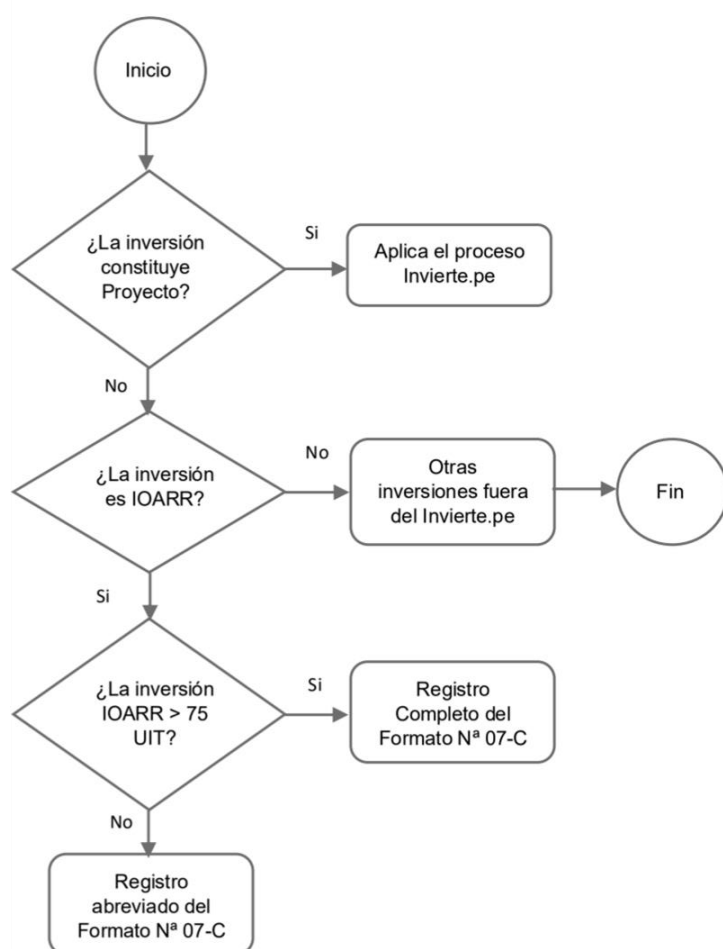 Inicio
¿La inversión
constituye
Proyecto?
Si
Aplica el proceso
Invierte.pe
No
¿La inversión
es IOARR?
No
Otras
inversiones fuera
del Invierte.pe
Fin
Si
¿La inversión
IOARR > 75
UIT?
Si
Registro
Completo del
Formato Nª 07-C
No
Registro
abreviado del
Formato Nª 07-C